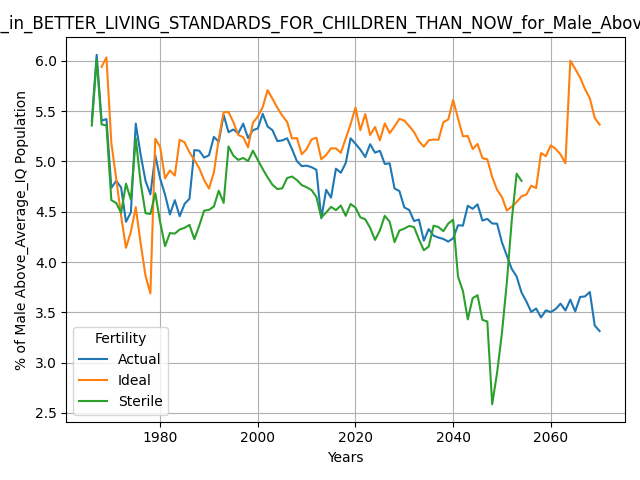 _in_BETTER_LIVING_STANDARDS_FOR_CHILDREN_THAN_NOW_for_Male_Above
% of Male Above_Average_IQ Population
6.0
5.5
5.0
4.5
4.0
3.5
3.0
2.5
Fertility
Actual
Ideal
Sterile
1980 2000 2020 2040 2060
Years